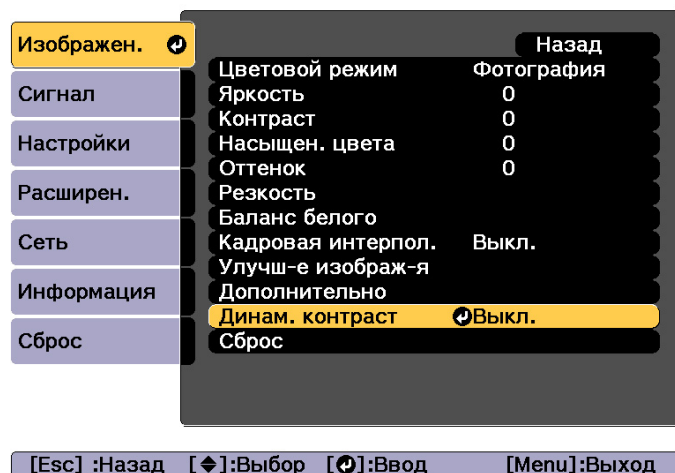 Изображен.
Сигнал
Настройки
Расширен.
Сеть
Информация
Сброс
Назад
Цветовой режим Фотография
Яркость 0
Контраст 0
Насыщен. цвета 0
Оттенок 0
Резкость
Баланс белого
Кадровая интерпол. Выкл.
Улучш-е изображ-я
Дополнительно
Динам. контраст Выкл.
Сброс
[Esc] :Назад [◆]:Выбор [↵]:Ввод [Menu]:Выход